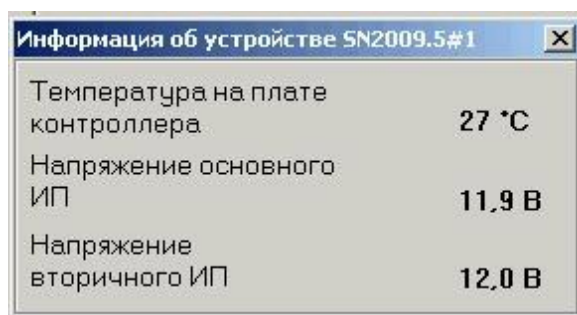 Информация об устройстве SN2009.5#1
Температура на плате
контроллера 27 °C
Напряжение основного
ИП 11,9 В
Напряжение
вторичного ИП 12,0 В